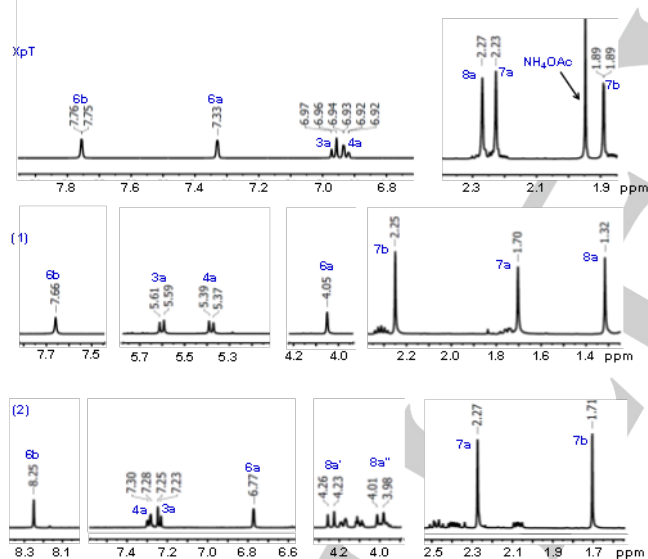 XpT
6b
7.76
7.75
6a
7.33
6.97
6.96
6.94
6.93
6.92
6.92
3a
4a
7.8
7.6
7.4
7.2
7.0
6.8
2.27
2.23
8a
7a
NH4OAc
1.89
1.89
7b
2.3
2.1
1.9
ppm
(1)
6b
7.66
7.7
7.5
3a
5.61
5.59
4a
5.39
5.37
5.7
5.5
5.3
6a
4.05
4.2
4.0
7b
2.25
7a
1.70
8a
1.32
2.2
2.0
1.8
1.6
1.4
ppm
(2)
6b
8.25
8.3
8.1
7.30
7.28
7.25
7.23
4a
3a
6a
6.77
7.4
7.2
7.0
6.8
6.6
8a'
8a"
4.26
4.23
4.01
3.98
4.2
4.0
7a
2.27
7b
1.71
2.5
2.3
2.1
1.9
1.7
ppm